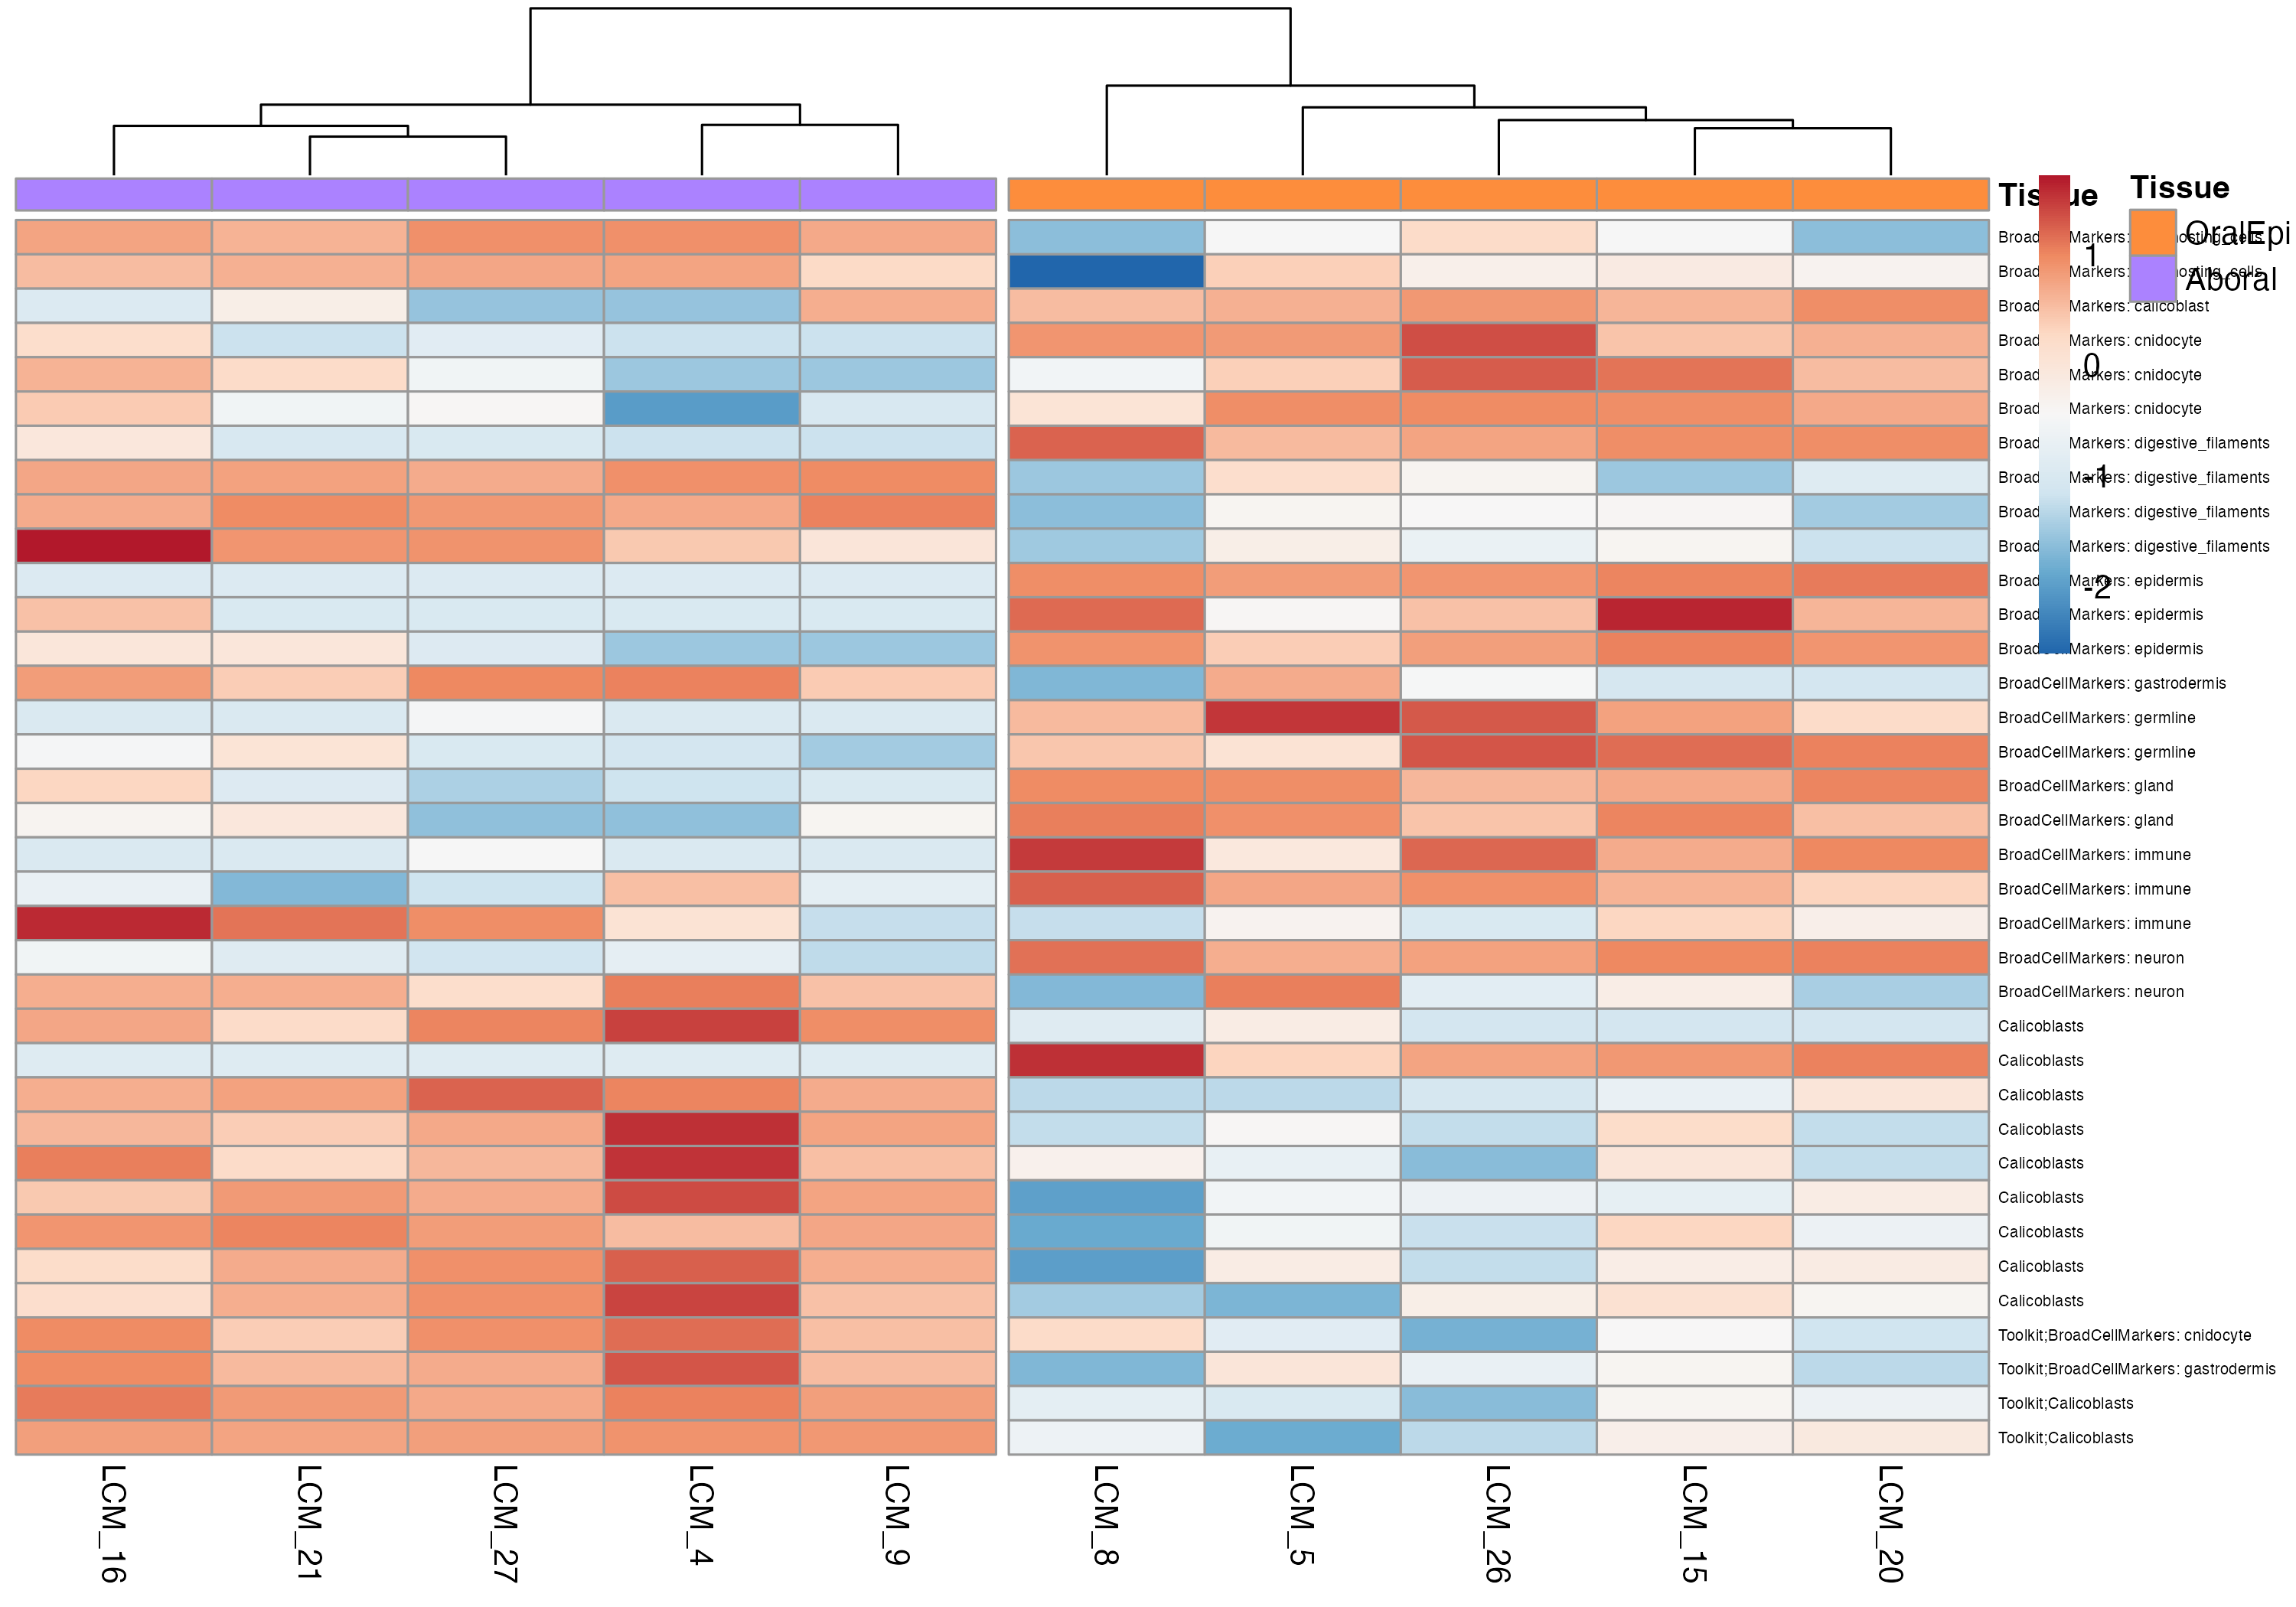 Tissue
Tissue
OralEpi
Aboral
1
0
-1
-2
BroadCellMarkers:
BroadCellMarkers:
BroadCellMarkers: calicoblast
BroadCellMarkers: cnidocyte
BroadCellMarkers: cnidocyte
BroadCellMarkers: cnidocyte
BroadCellMarkers: digestive_filaments
BroadCellMarkers: digestive_filaments
BroadCellMarkers: digestive_filaments
BroadCellMarkers: digestive_filaments
BroadCellMarkers: epidermis
BroadCellMarkers: epidermis
BroadCellMarkers: epidermis
BroadCellMarkers: gastrodermis
BroadCellMarkers: germline
BroadCellMarkers: germline
BroadCellMarkers: gland
BroadCellMarkers: gland
BroadCellMarkers: immune
BroadCellMarkers: immune
BroadCellMarkers: immune
BroadCellMarkers: neuron
BroadCellMarkers: neuron
Calicoblasts
Calicoblasts
Calicoblasts
Calicoblasts
Calicoblasts
Calicoblasts
Calicoblasts
Calicoblasts
Calicoblasts
Toolkit;BroadCellMarkers: cnidocyte
Toolkit;BroadCellMarkers: gastrodermis
Toolkit;Calicoblasts
Toolkit;Calicoblasts
LCM_16
LCM_21
LCM_27
LCM_4
LCM_9
LCM_8
LCM_5
LCM_26
LCM_15
LCM_20